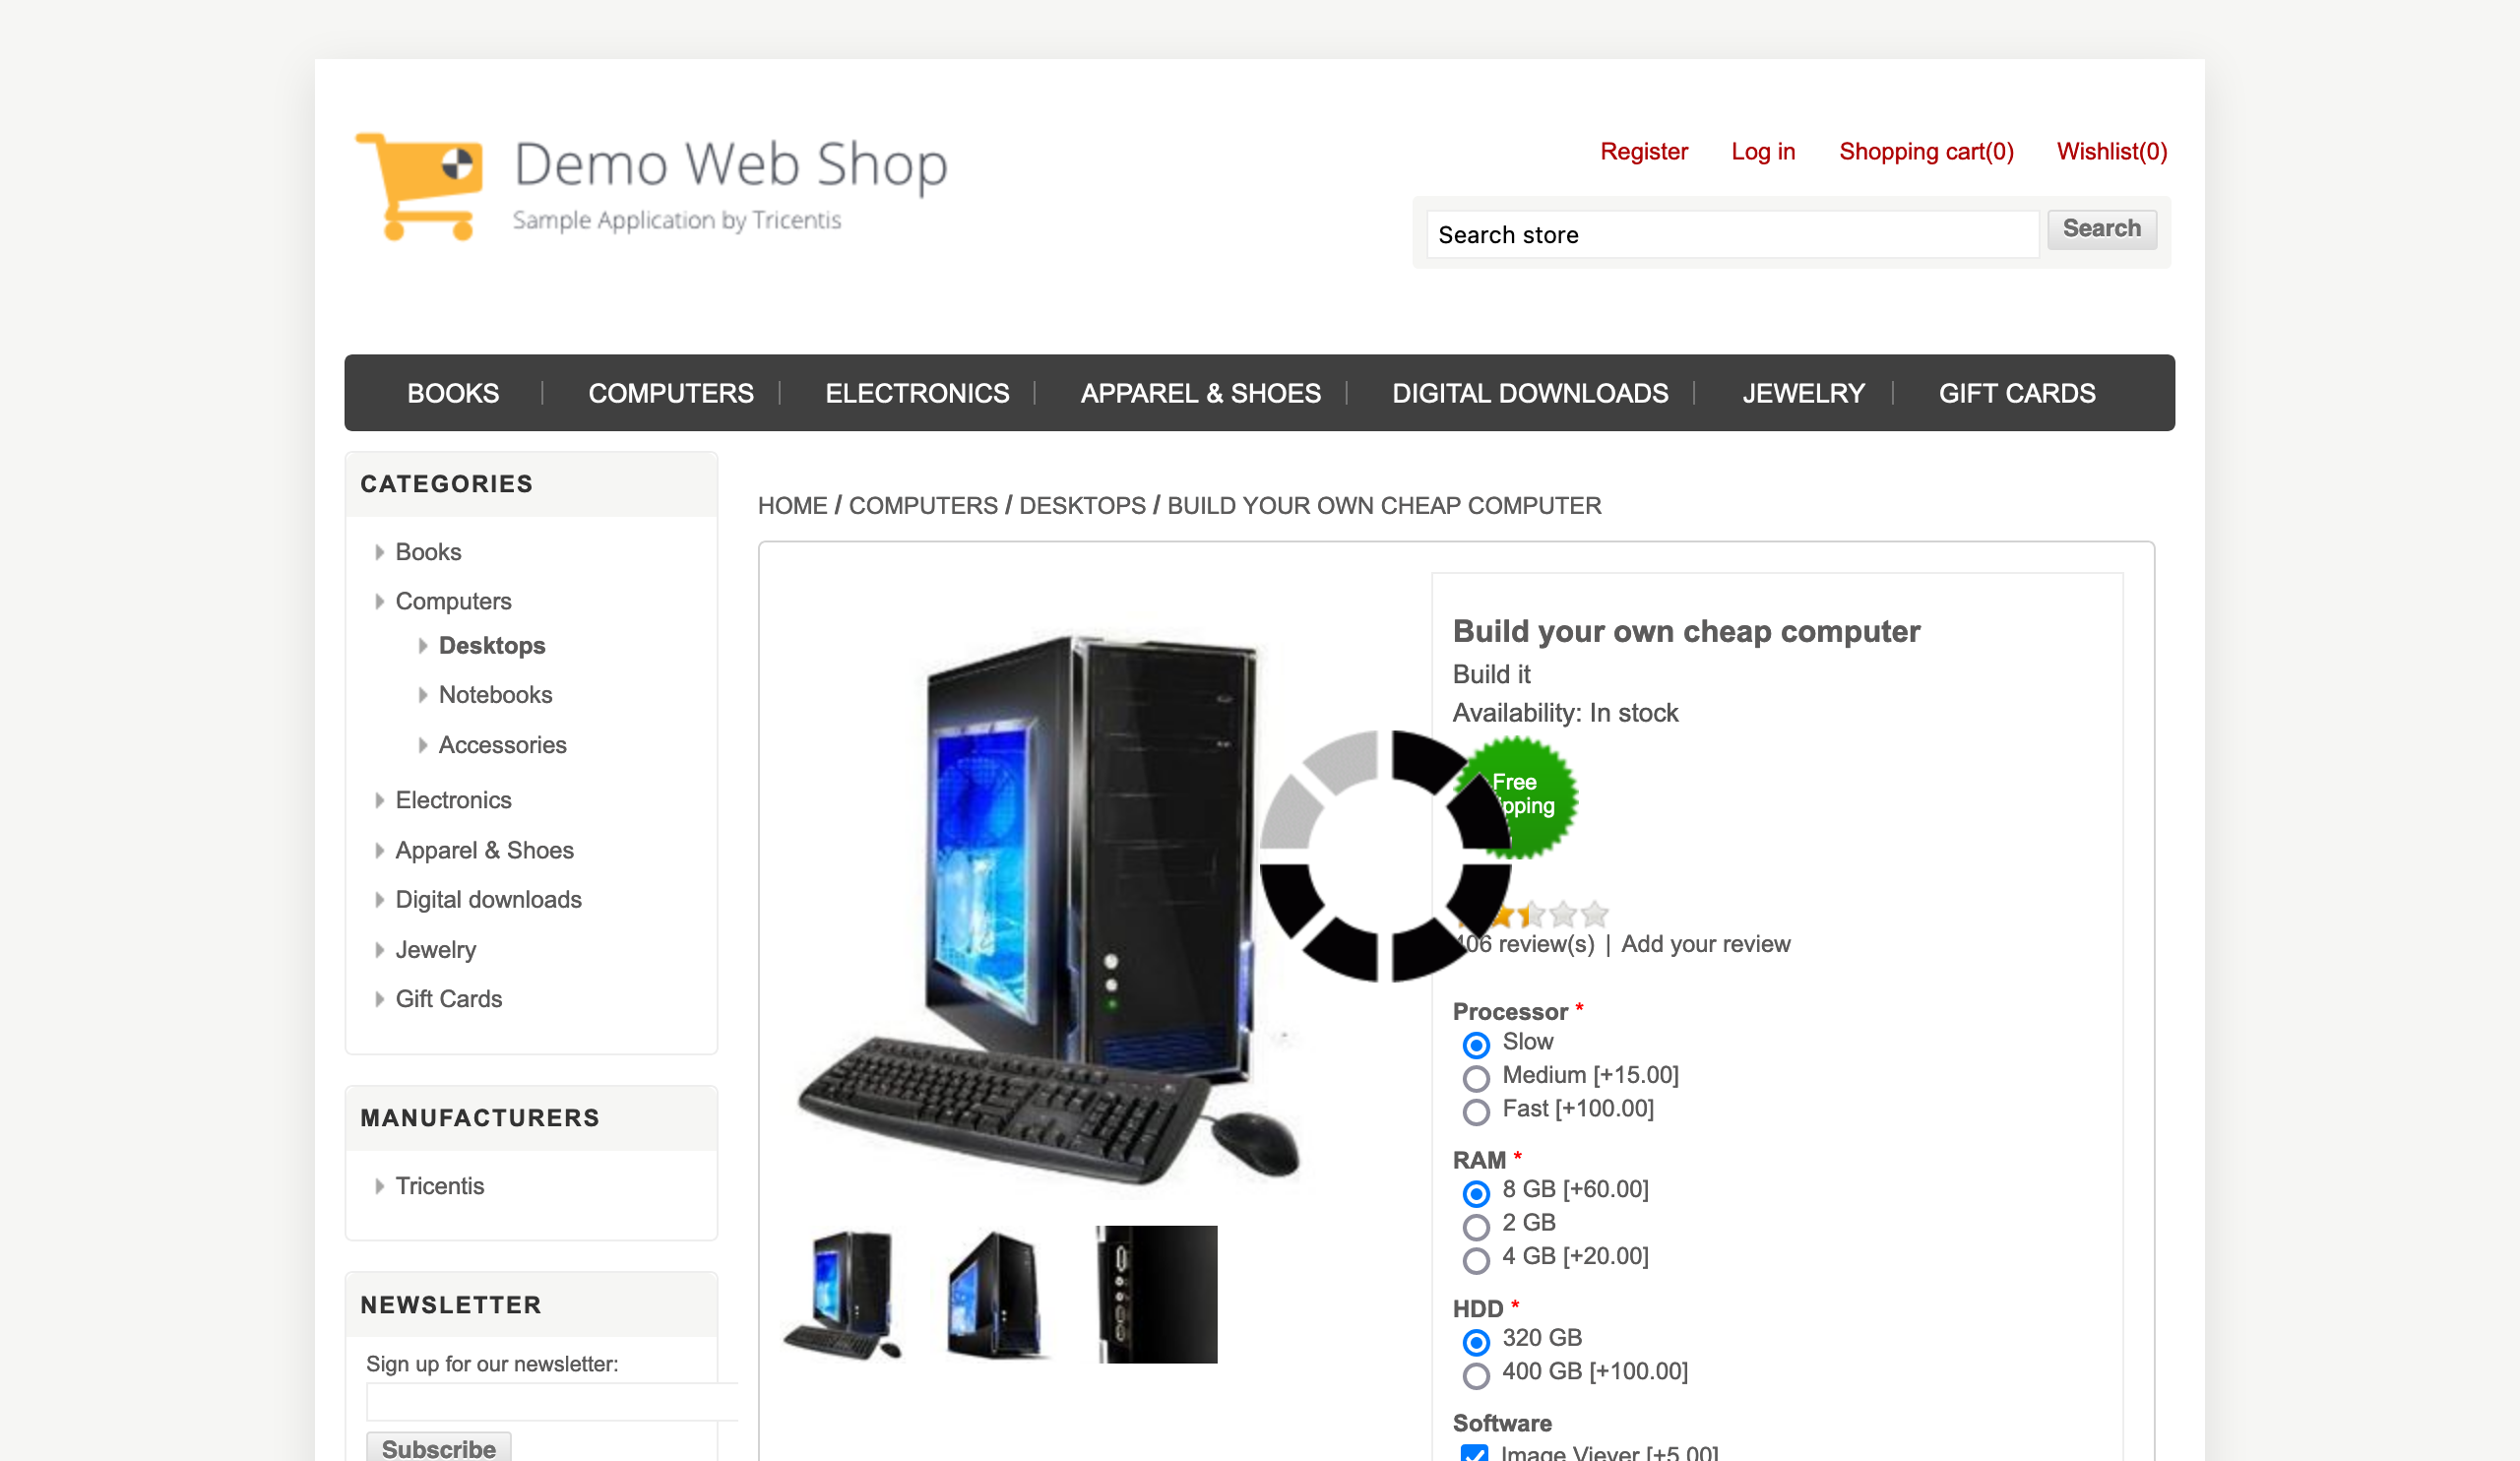 Demo Web Shop
Sample Application by Tricentis
Register Log in Shopping cart(0) Wishlist(0)
Search store Search
BOOKS COMPUTERS ELECTRONICS APPAREL & SHOES DIGITAL DOWNLOADS JEWELRY GIFT CARDS
CATEGORIES
Books
Computers
Desktops
Notebooks
Accessories
Electronics
Apparel & Shoes
Digital downloads
Jewelry
Gift Cards
MANUFACTURERS
Tricentis
NEWSLETTER
Sign up for our newsletter:
Subscribe
HOME / COMPUTERS / DESKTOPS / BUILD YOUR OWN CHEAP COMPUTER
Build your own cheap computer
Build it
Availability: In stock
Free
406 review(s) | Add your review
Processor *
Slow
Medium [+15.00]
Fast [+100.00]
RAM *
8 GB [+60.00]
2 GB
4 GB [+20.00]
HDD *
320 GB
400 GB [+100.00]
Software
Image Viever [+5.00]